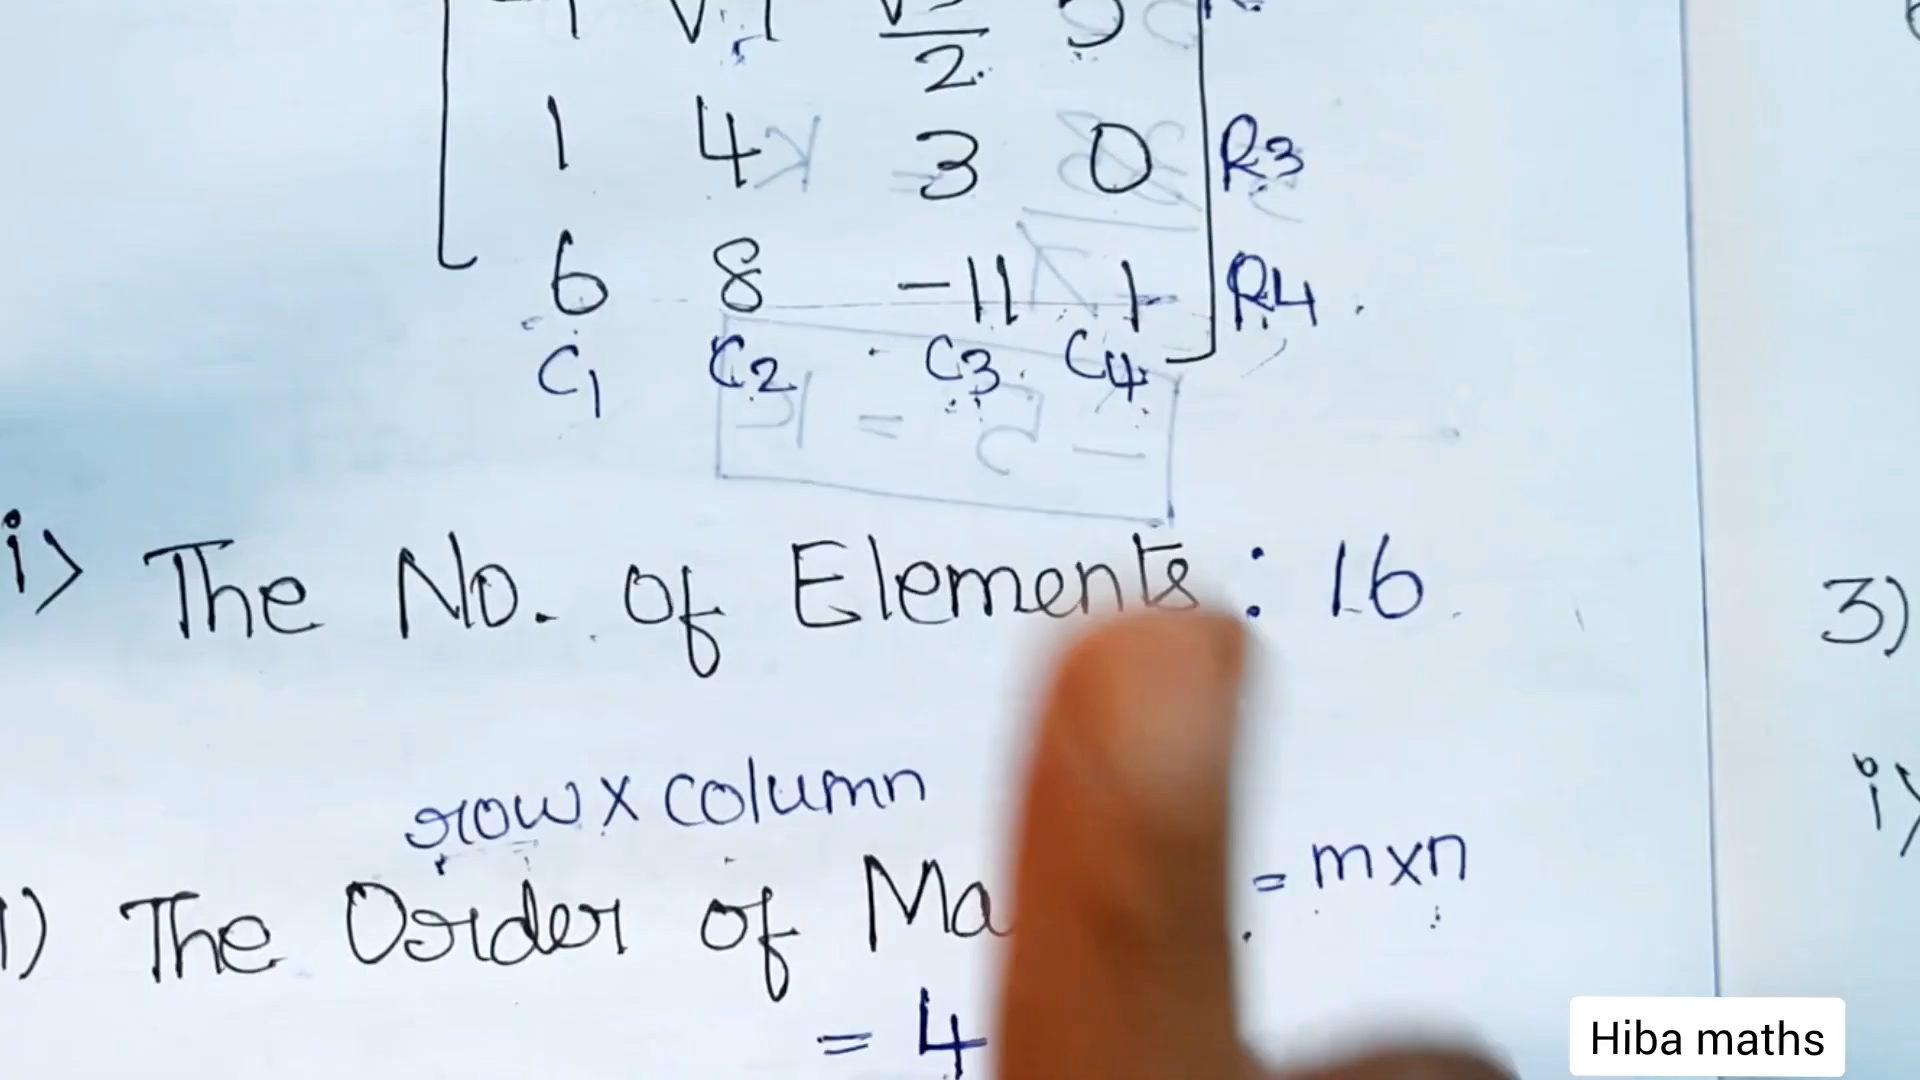 2
1 4 3 0 R3
6 8 -11 1 R4
C1 C2 C3 C4
i) The No. of Elements : 16
row x column
The Order of Ma = m x n
= 4
3)
i)
Hiba maths